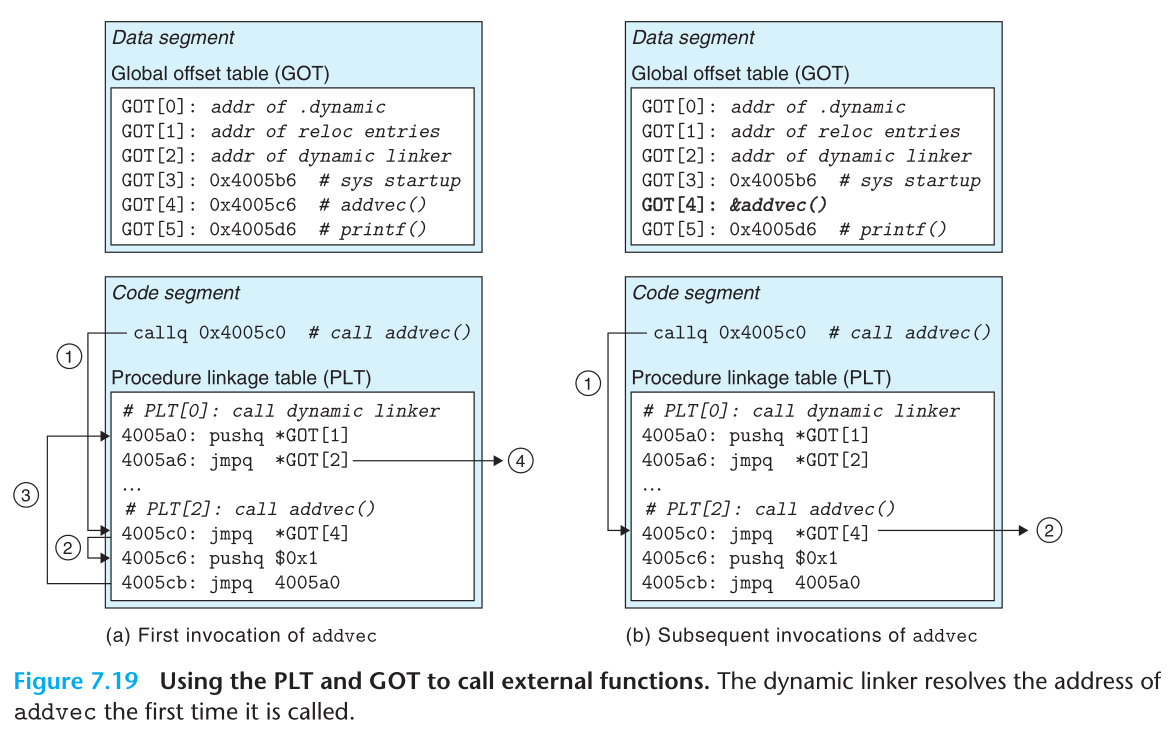 Data segment
Global offset table (GOT)
GOT[0]: addr of .dynamic
GOT[1]: addr of reloc entries
GOT[2]: addr of dynamic linker
GOT[3]: 0x4005b6 # sys startup
GOT[4]: 0x4005c6 # addvec()
GOT[5]: 0x4005d6 # printf()
Code segment
callq 0x4005c0 # call addvec()
1
Procedure linkage table (PLT)
# PLT[0]: call dynamic linker
4005a0: pushq *GOT[1]
4005a6: jmpq *GOT[2]
4
...
3
# PLT[2]: call addvec()
4005c0: jmpq *GOT[4]
2
4005c6: pushq $0x1
4005cb: jmpq 4005a0
(a) First invocation of addvec
Data segment
Global offset table (GOT)
GOT[0]: addr of .dynamic
GOT[1]: addr of reloc entries
GOT[2]: addr of dynamic linker
GOT[3]: 0x4005b6 # sys startup
GOT[4]: &addvec()
GOT[5]: 0x4005d6 # printf()
Code segment
callq 0x4005c0 # call addvec()
1
Procedure linkage table (PLT)
# PLT[0]: call dynamic linker
4005a0: pushq *GOT[1]
4005a6: jmpq *GOT[2]
...
# PLT[2]: call addvec()
4005c0: jmpq *GOT[4]
2
4005c6: pushq $0x1
4005cb: jmpq 4005a0
(b) Subsequent invocations of addvec
Figure 7.19 Using the PLT and GOT to call external functions. The dynamic linker resolves the address of
addvec the first time it is called.